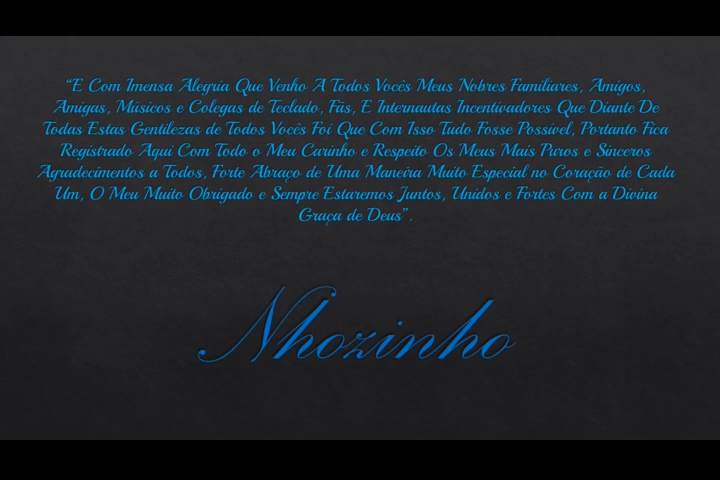 “E Com Imensa Alegria Que Venho A Todos Vocês Meus Nobres Familiares, Amigos,
Amigas, Músicos e Colegas de Teclado, Fãs, E Internautas Incentivadores Que Diante De
Todas Estas Gentilezas de Todos Vocês Foi Que Com Isso Tudo Fosse Possível, Portanto Fica
Registrado Aqui Com Todo o Meu Carinho e Respeito Os Meus Mais Puros e Sinceros
Agradecimentos a Todos, Forte Abraço de Uma Maneira Muito Especial no Coração de Cada
Um, O Meu Muito Obrigado e Sempre Estaremos Juntos, Unidos e Fortes Com a Divina
Graça de Deus”.
Nhozinho